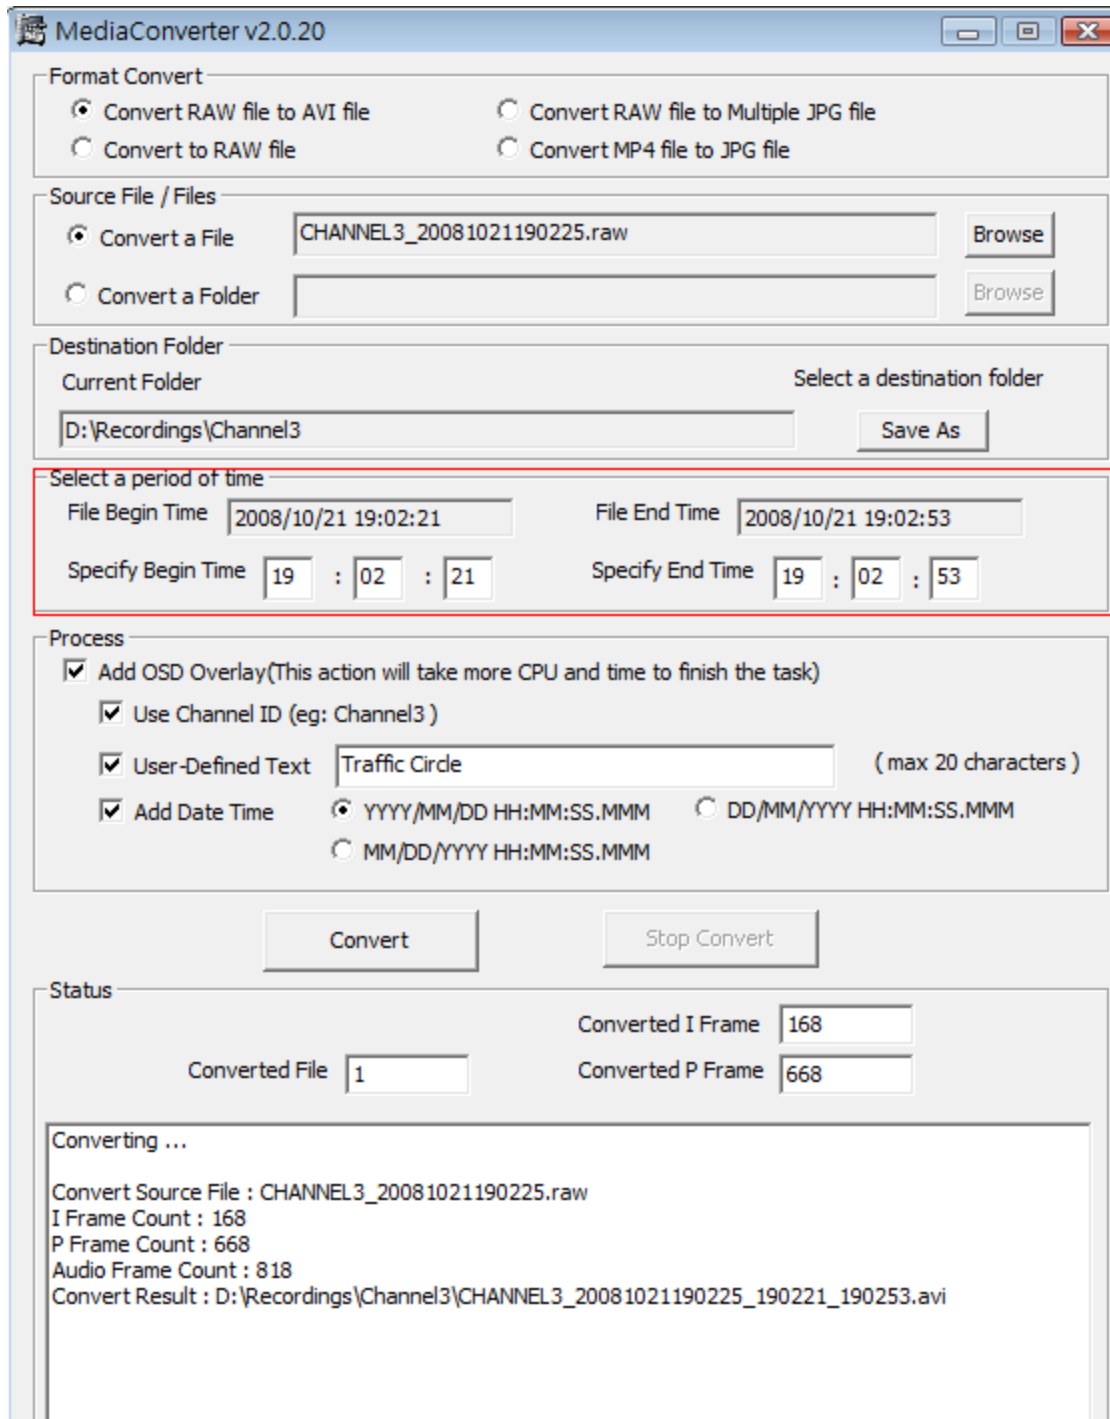 MediaConverter v2.0.20
Format Convert
Convert RAW file to AVI file
Convert RAW file to Multiple JPG file
Convert to RAW file
Convert MP4 file to JPG file
Source File / Files
Convert a File
CHANNEL3_20081021190225.raw
Browse
Convert a Folder
Browse
Destination Folder
Current Folder
Select a destination folder
D:\Recordings\Channel3
Save As
Select a period of time
File Begin Time 2008/10/21 19:02:21
File End Time 2008/10/21 19:02:53
Specify Begin Time 19 : 02 : 21
Specify End Time 19 : 02 : 53
Process
Add OSD Overlay(This action will take more CPU and time to finish the task)
Use Channel ID (eg: Channel3 )
User-Defined Text Traffic Circle ( max 20 characters )
Add Date Time YYYY/MM/DD HH:MM:SS.MMM DD/MM/YYYY HH:MM:SS.MMM
MM/DD/YYYY HH:MM:SS.MMM
Convert
Stop Convert
Status
Converted I Frame 168
Converted File 1
Converted P Frame 668
Converting ...
Convert Source File : CHANNEL3_20081021190225.raw
I Frame Count : 168
P Frame Count : 668
Audio Frame Count : 818
Convert Result : D:\Recordings\Channel3\CHANNEL3_20081021190225_190221_190253.avi